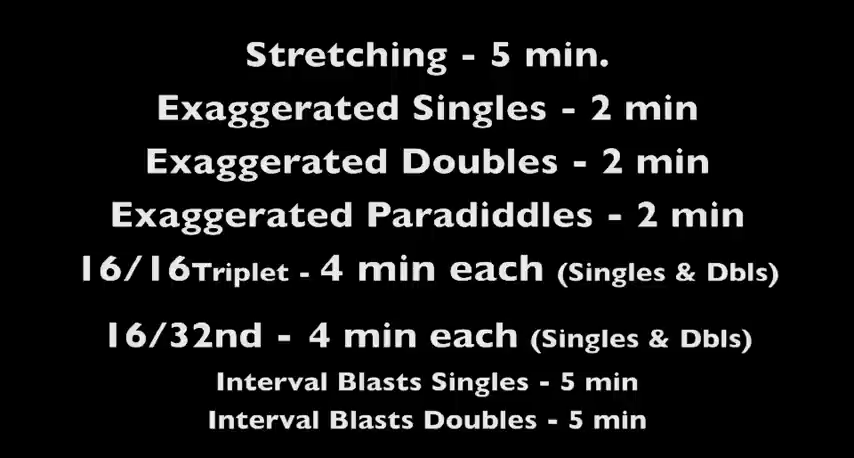 Stretching - 5 min.
Exaggerated Singles - 2 min
Exaggerated Doubles - 2 min
Exaggerated Paradiddles - 2 min
16/16Triplet - 4 min each (Singles & Dbls)
16/32nd - 4 min each (Singles & Dbls)
Interval Blasts Singles - 5 min
Interval Blasts Doubles - 5 min